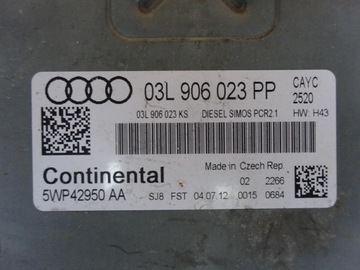 03L 906 023 PP
CAYC
2520
03L 906 023 KS DIESEL SIMOS PCR2.1 HW: H43
Continental
Made in Czech Rep.
02 2266
5WP42950 AA SJ8 FST 04 07 12 0015 0684